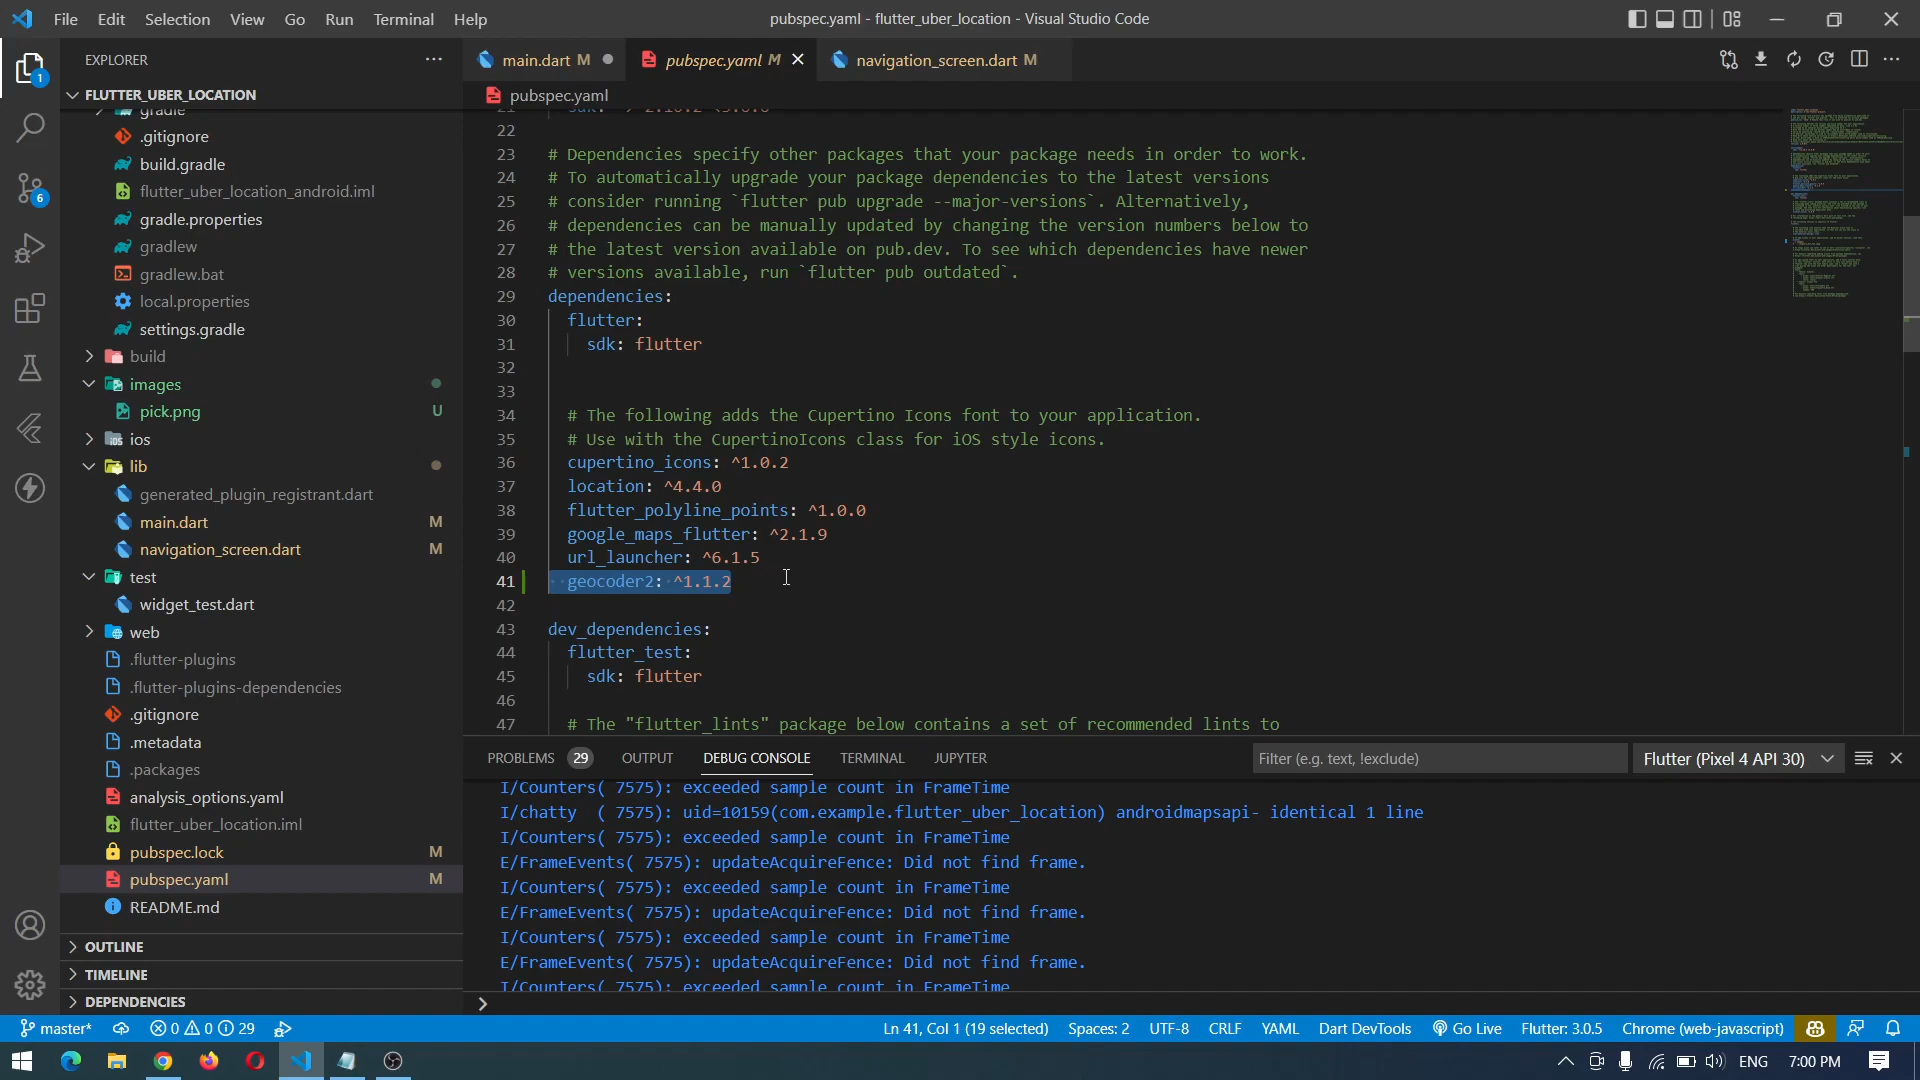 File Edit Selection View Go Run Terminal Help
pubspec.yaml - flutter_uber_location - Visual Studio Code
EXPLORER
main.dart M
pubspec.yaml M
navigation_screen.dart M
FLUTTER_UBER_LOCATION
pubspec.yaml
gradle
.gitignore
build.gradle
flutter_uber_location_android.iml
gradle.properties
gradlew
gradlew.bat
local.properties
settings.gradle
build
images
pick.png U
ios
lib
generated_plugin_registrant.dart
main.dart M
navigation_screen.dart M
test
widget_test.dart
web
.flutter-plugins
.flutter-plugins-dependencies
.gitignore
.metadata
.packages
analysis_options.yaml
flutter_uber_location.iml
pubspec.lock M
pubspec.yaml M
README.md
OUTLINE
TIMELINE
DEPENDENCIES
1
6
22
23 # Dependencies specify other packages that your package needs in order to work.
24 # To automatically upgrade your package dependencies to the latest versions
25 # consider running `flutter pub upgrade --major-versions`. Alternatively,
26 # dependencies can be manually updated by changing the version numbers below to
27 # the latest version available on pub.dev. To see which dependencies have newer
28 # versions available, run `flutter pub outdated`.
29 dependencies:
30 flutter:
31 sdk: flutter
32
33
34 # The following adds the Cupertino Icons font to your application.
35 # Use with the CupertinoIcons class for iOS style icons.
36 cupertino_icons: ^1.0.2
37 location: ^4.4.0
38 flutter_polyline_points: ^1.0.0
39 google_maps_flutter: ^2.1.9
40 url_launcher: ^6.1.5
41 geocoder2: ^1.1.2
42
43 dev_dependencies:
44 flutter_test:
45 sdk: flutter
46
47 # The "flutter_lints" package below contains a set of recommended lints to
PROBLEMS 29 OUTPUT DEBUG CONSOLE TERMINAL JUPYTER
Filter (e.g. text, !exclude)
Flutter (Pixel 4 API 30)
I/Counters( 7575): exceeded sample count in FrameTime
I/chatty ( 7575): uid=10159(com.example.flutter_uber_location) androidmapsapi- identical 1 line
I/Counters( 7575): exceeded sample count in FrameTime
E/FrameEvents( 7575): updateAcquireFence: Did not find frame.
I/Counters( 7575): exceeded sample count in FrameTime
E/FrameEvents( 7575): updateAcquireFence: Did not find frame.
I/Counters( 7575): exceeded sample count in FrameTime
E/FrameEvents( 7575): updateAcquireFence: Did not find frame.
I/Counters( 7575): exceeded sample count in FrameTime
master* 0 0 29
Ln 41, Col 1 (19 selected) Spaces: 2 UTF-8 CRLF YAML Dart DevTools Go Live Flutter: 3.0.5 Chrome (web-javascript)
ENG 7:00 PM